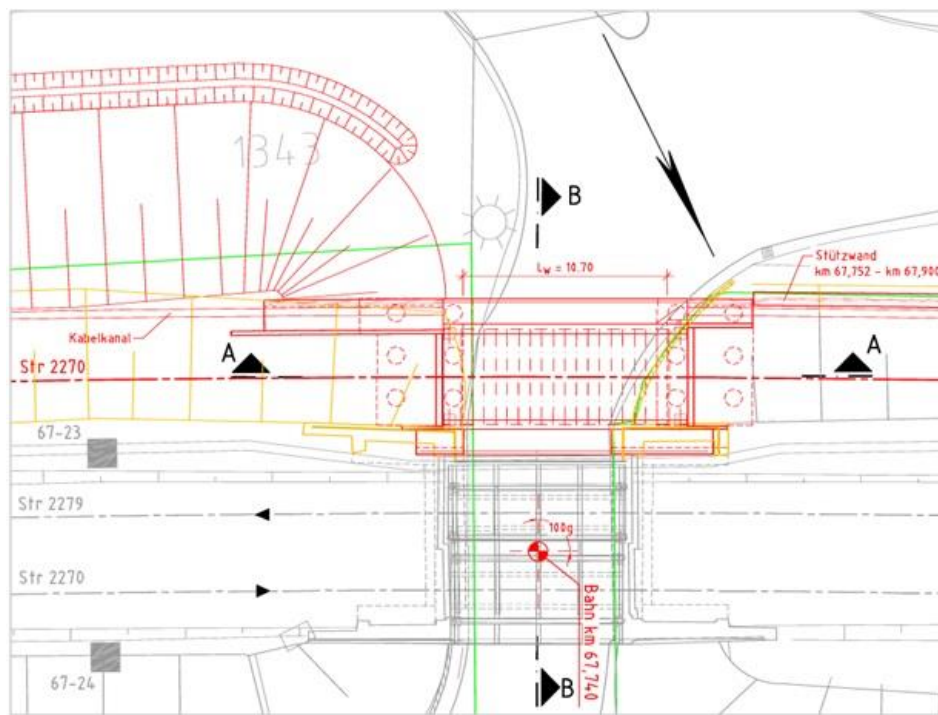 1343
B
Lw = 10.70
Stützwand
km 67,752 - km 67,900
Kabelkanal
A
A
Str 2270
67-23
Str 2279
100g
Str 2270
Bahn km 67,740
67-24
B